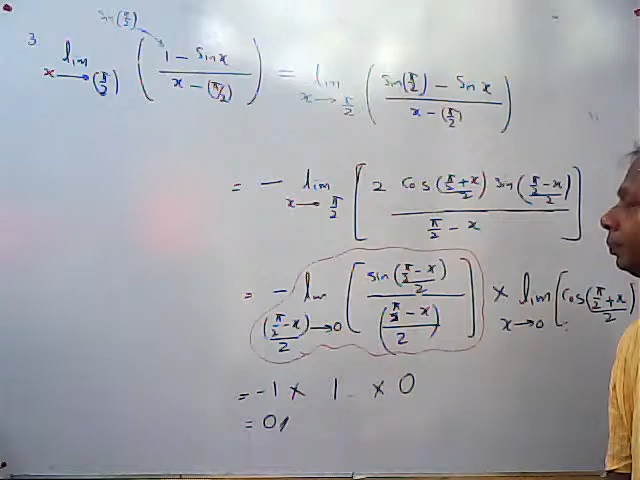 sin(π/2)
3. lim x→(π/2) ( (1 - Sin x) / (x - (π/2)) ) = lim x→π/2 ( (Sin(π/2) - Sin x) / (x - (π/2)) )
= - lim x→π/2 [ 2 Cos((π/2 + x)/2) Sin((π/2 - x)/2) / (π/2 - x) ]
= - lim (π/2 - x)/2→0 [ sin((π/2 - x)/2) / ((π/2 - x)/2) ] × lim x→0 [ Cos((π/2 + x)/2)
= -1 × 1 × 0
= 0//